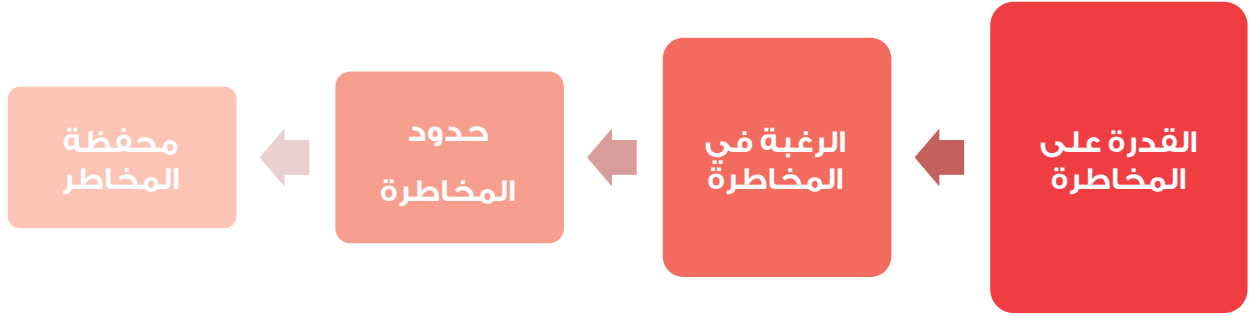 القدرة على
المخاطرة
الرغبة في
المخاطرة
حدود
المخاطرة
محفظة
المخاطر